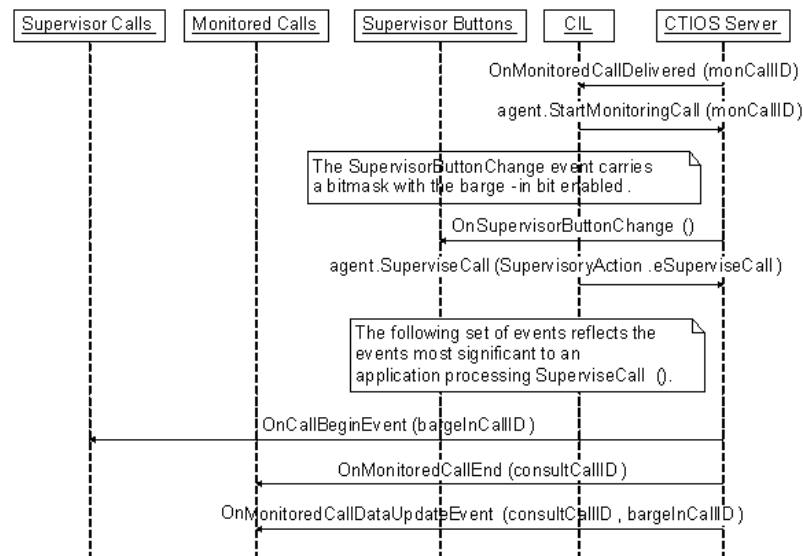 Supervisor Calls
Monitored Calls
Supervisor Buttons
CIL
CTIOS Server
OnMonitoredCallDelivered (monCallID)
agent.StartMonitoringCall (monCallID)
The SupervisorButtonChange event carries
a bitmask with the barge -in bit enabled .
OnSupervisorButtonChange ()
agent.SuperviseCall (SupervisoryAction .eSuperviseCall )
The following set of events reflects the
events most significant to an
application processing SuperviseCall ().
OnCallBeginEvent (bargeInCallID )
OnMonitoredCallEnd (consultCallID )
OnMonitoredCallDataUpdateEvent (consultCallID , bargeInCallID )